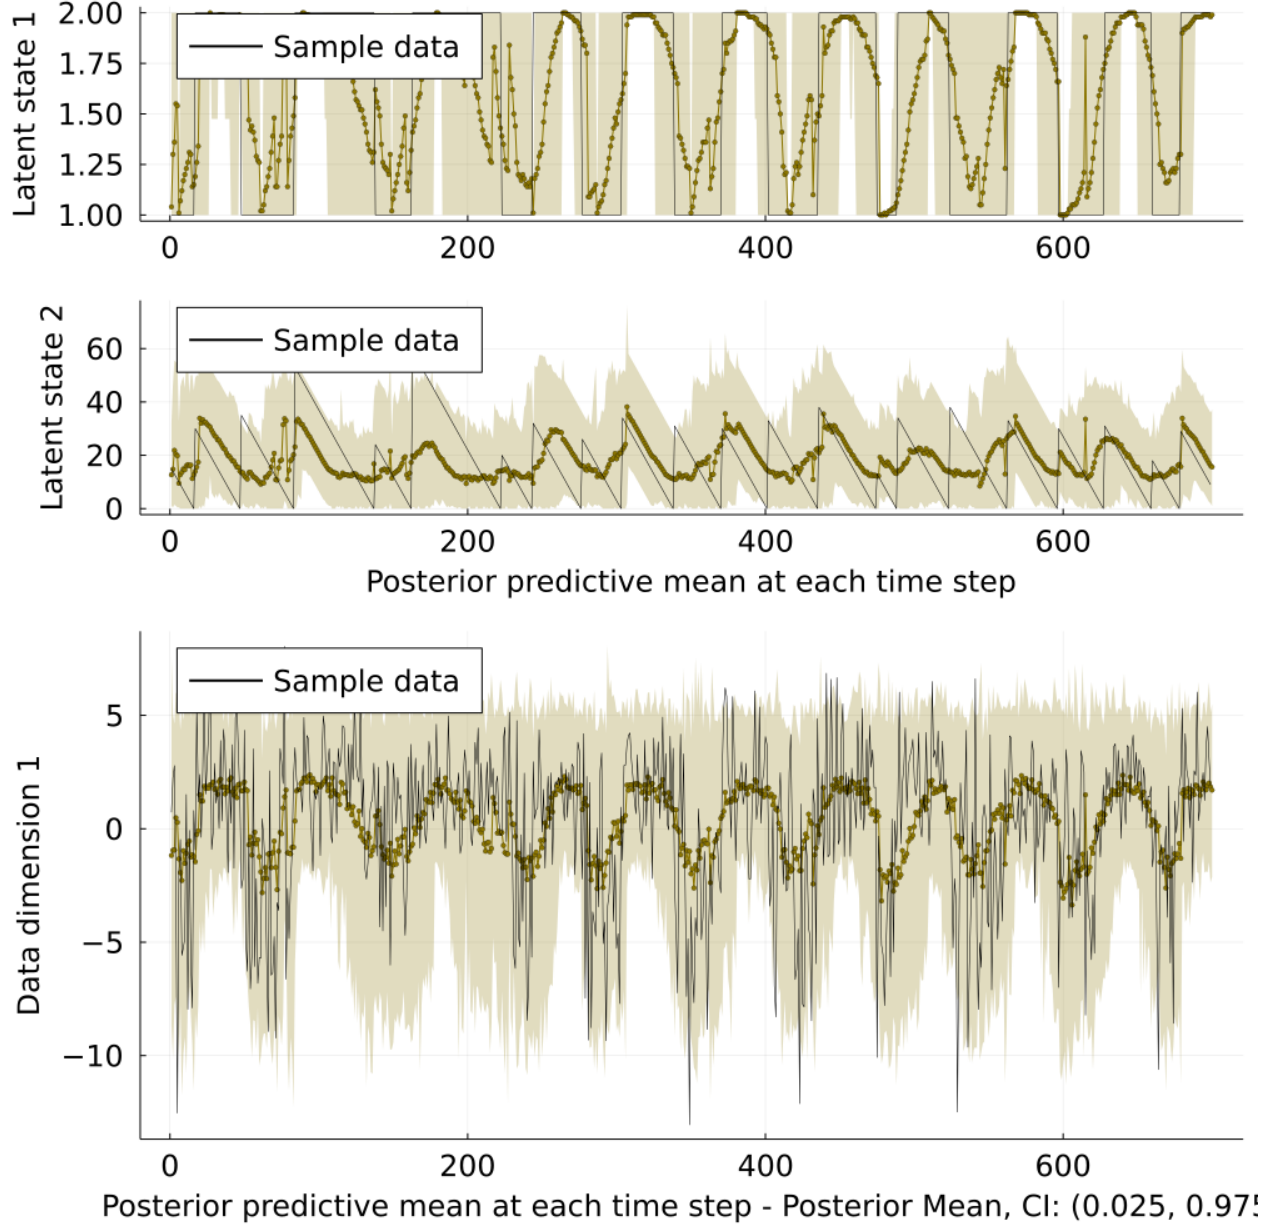 Latent state 1
2.00
1.75
1.50
1.25
1.00
Sample data
0 200 400 600
Latent state 2
60
40
20
0
Sample data
0 200 400 600
Posterior predictive mean at each time step
Data dimension 1
5
0
−5
−10
Sample data
0 200 400 600
Posterior predictive mean at each time step - Posterior Mean, CI: (0.025, 0.975